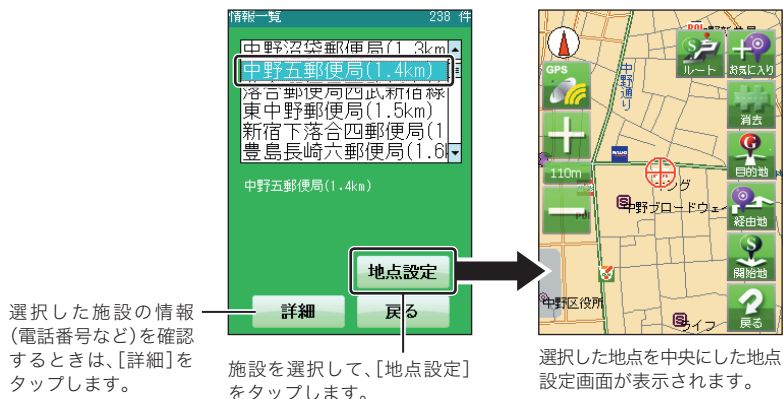 情報一覧 238 件
中野沼袋郵便局(1.3km
中野五郵便局(1.4km)
落合郵便局西武新宿線
東中野郵便局(1.5km)
新宿下落合四郵便局(1
豊島長崎六郵便局(1.6
中野五郵便局(1.4km)
地点設定
詳細
戻る
選択した施設の情報
(電話番号など)を確認
するときは、[詳細]を
タップします。
施設を選択して、[地点設定]
をタップします。
GPS
110m
中野通り
ルート
お気に入り
消去
目的地
経由地
開始地
戻る
ング
中野ブロードウェイ
中野区役所
ライフ
選択した地点を中央にした地点
設定画面が表示されます。